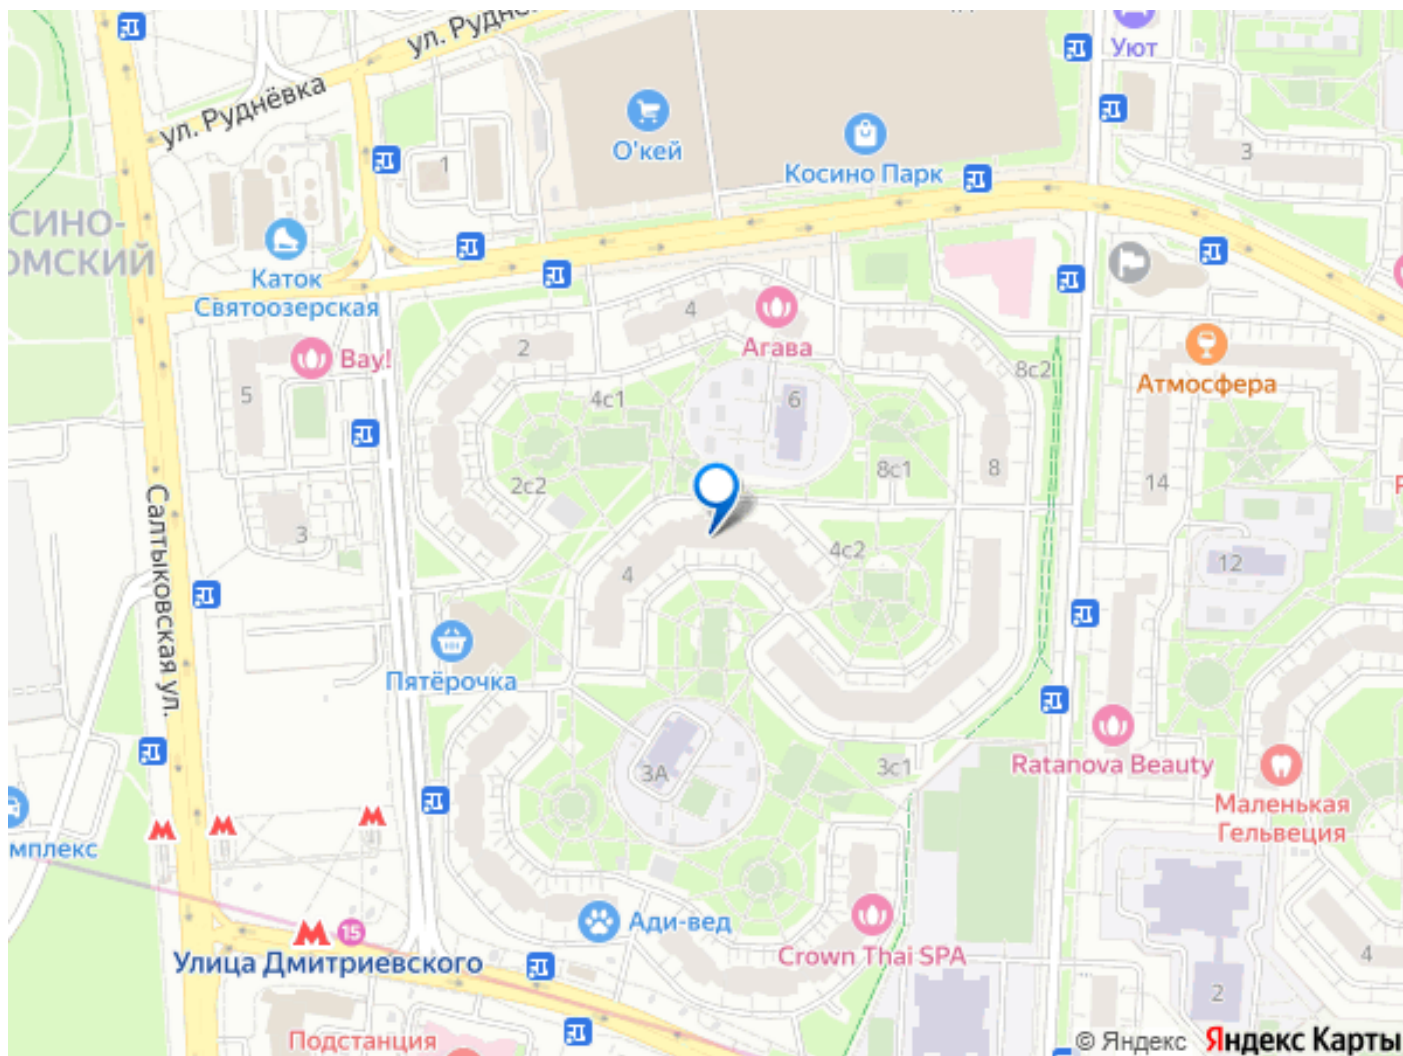 ул. Рудн
Уют
ул. Руднёвка
О'кей
Косино Парк
1
3
СИНО-
ОМСКИЙ
Каток
Святоозерская
4
Агава
2
Вау!
8с2
Атмосфера
5
4с1
6
8с1
8
14
2с2
3
4с2
4
12
Салтыковская ул.
Пятёрочка
3А
3с1
Ratanova Beauty
Маленькая
Гельвеция
мплекс
15
Улица Дмитриевского
Ади-вед
Crown Thai SPA
4
2
Подстанция
© Яндекс Яндекс Карты